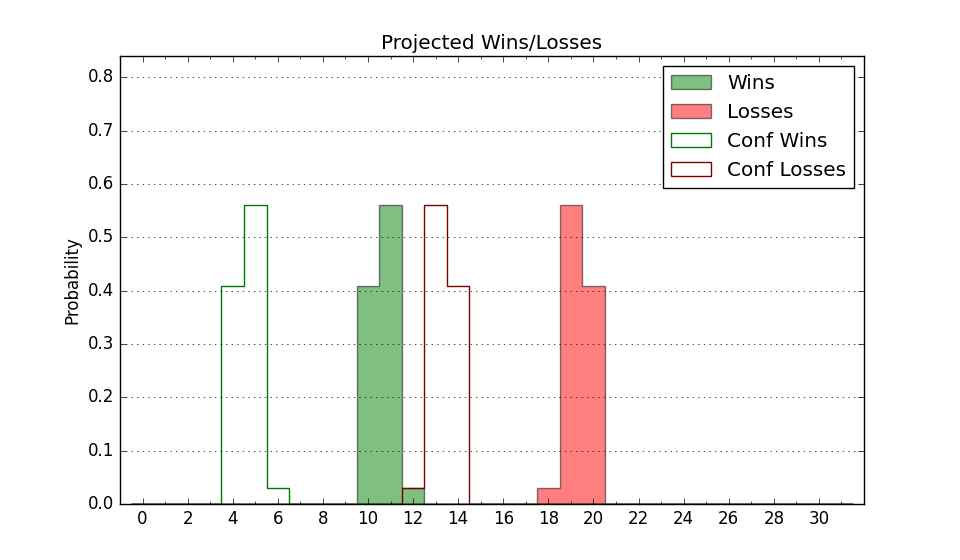 Projected Wins/Losses
Probability
0.8
0.7
0.6
0.5
0.4
0.3
0.2
0.1
0.0
0 2 4 6 8 10 12 14 16 18 20 22 24 26 28 30
Wins
Losses
Conf Wins
Conf Losses